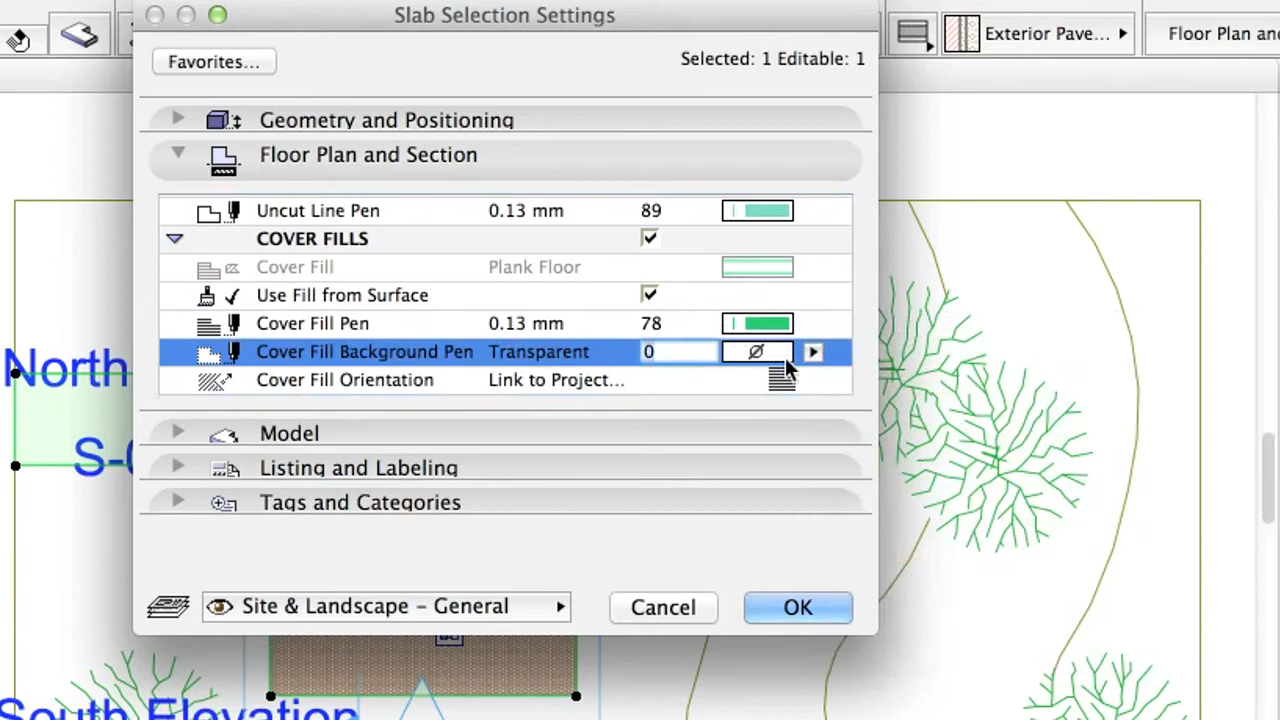 Slab Selection Settings
Exterior Pave...
Floor Plan and
Favorites...
Selected: 1 Editable: 1
Geometry and Positioning
Floor Plan and Section
Uncut Line Pen 0.13 mm 89
COVER FILLS
Cover Fill Plank Floor
Use Fill from Surface
Cover Fill Pen 0.13 mm 78
Cover Fill Background Pen Transparent 0
Cover Fill Orientation Link to Project...
North
S-
Model
Listing and Labeling
Tags and Categories
Site & Landscape - General
Cancel
OK
South Elevation